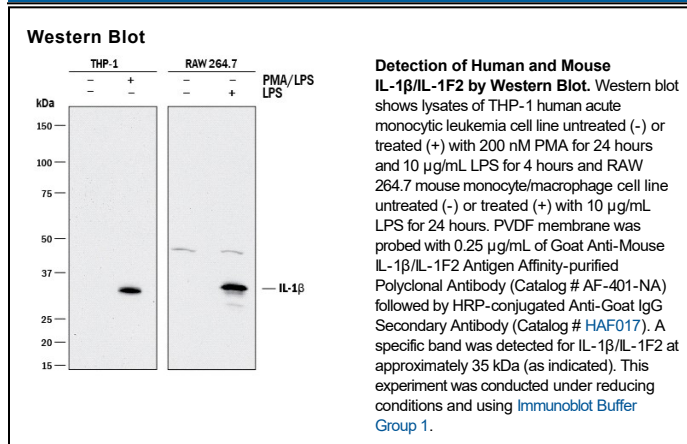 Western Blot
THP-1 RAW 264.7
– + – – PMA/LPS
– – – + LPS
kDa
150
100
75
50
37
IL-1β
25
20
15
Detection of Human and Mouse
IL-1β/IL-1F2 by Western Blot. Western blot
shows lysates of THP-1 human acute
monocytic leukemia cell line untreated (-) or
treated (+) with 200 nM PMA for 24 hours
and 10 µg/mL LPS for 4 hours and RAW
264.7 mouse monocyte/macrophage cell line
untreated (-) or treated (+) with 10 µg/mL
LPS for 24 hours. PVDF membrane was
probed with 0.25 µg/mL of Goat Anti-Mouse
IL-1β/IL-1F2 Antigen Affinity-purified
Polyclonal Antibody (Catalog # AF-401-NA)
followed by HRP-conjugated Anti-Goat IgG
Secondary Antibody (Catalog # HAF017). A
specific band was detected for IL-1β/IL-1F2 at
approximately 35 kDa (as indicated). This
experiment was conducted under reducing
conditions and using Immunoblot Buffer
Group 1.